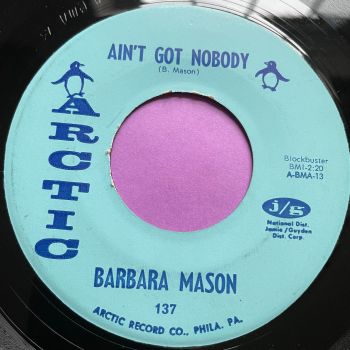 AIN'T GOT NOBODY
(B. Mason)
ARCTIC
Blockbuster
BMI-2:20
A-BMA-13
j/g
National Dist.
Jamie/Guyden
Dist. Corp.
BARBARA MASON
137
ARCTIC RECORD CO., PHILA. PA.